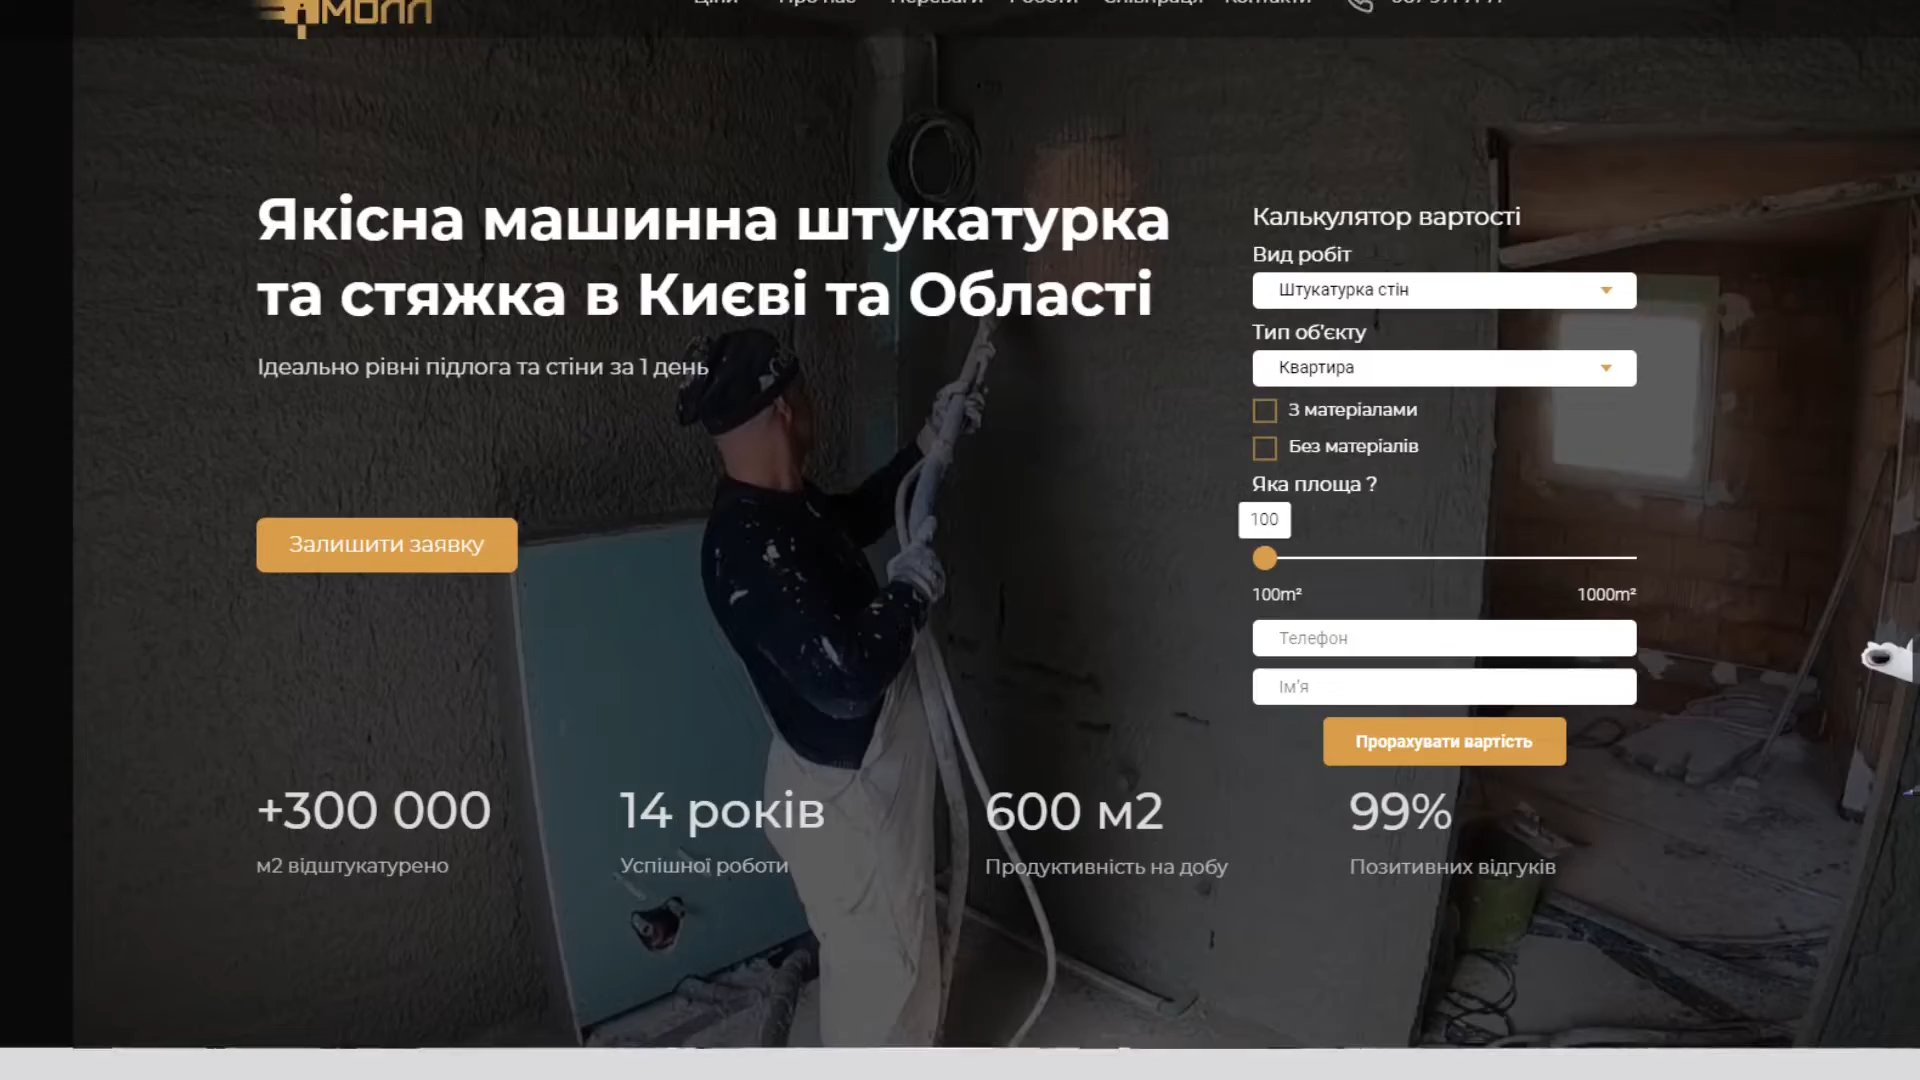 Якісна машинна штукатурка
та стяжка в Києві та Області
Ідеально рівні підлога та стіни за 1 день
Залишити заявку
Калькулятор вартості
Вид робіт
Штукатурка стін
Тип об'єкту
Квартира
З матеріалами
Без матеріалів
Яка площа ?
100
100m²
1000m²
Телефон
Ім'я
Прорахувати вартість
+300 000
м2 відштукатурено
14 років
Успішної роботи
600 м2
Продуктивність на добу
99%
Позитивних відгуків